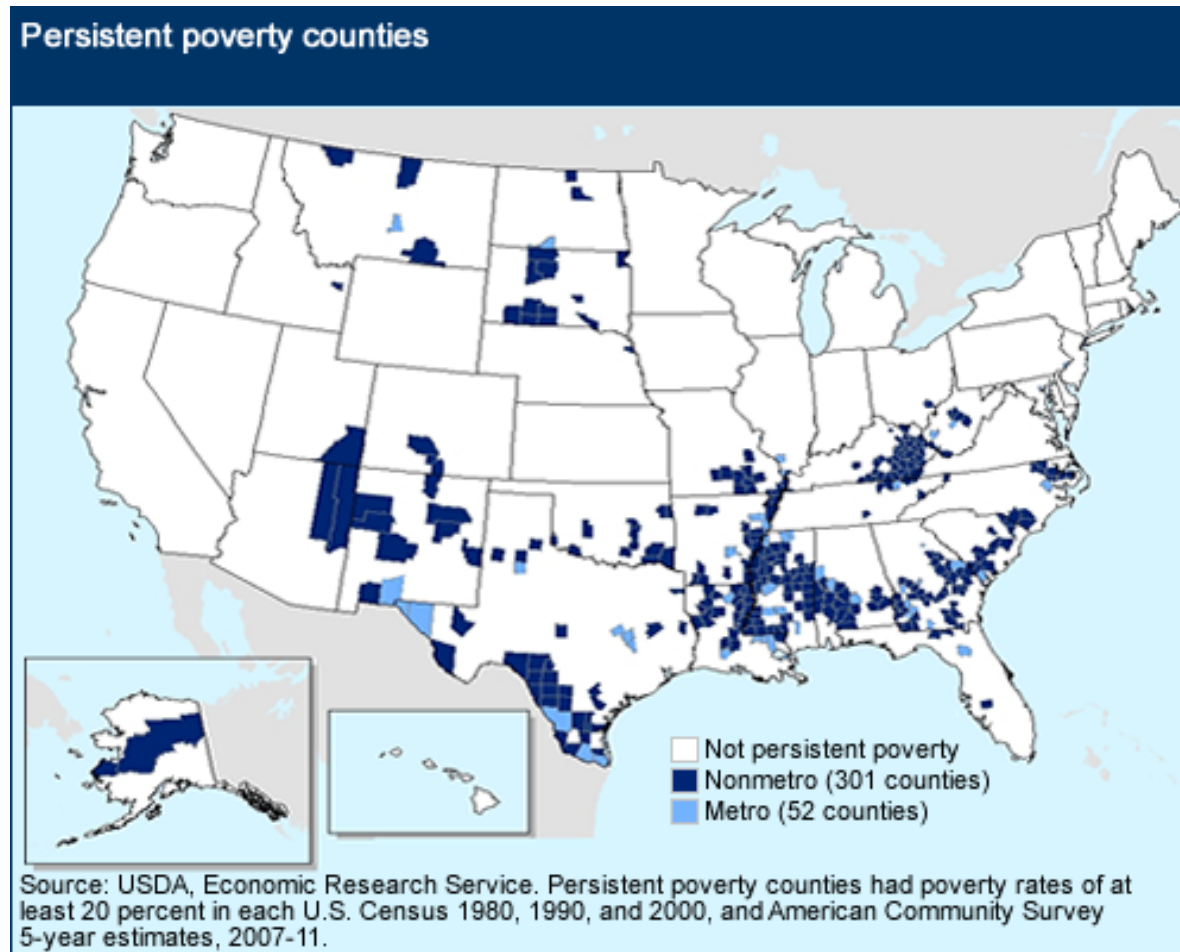 Persistent poverty counties
Not persistent poverty
Nonmetro (301 counties)
Metro (52 counties)
Source: USDA, Economic Research Service. Persistent poverty counties had poverty rates of at
least 20 percent in each U.S. Census 1980, 1990, and 2000, and American Community Survey
5-year estimates, 2007-11.